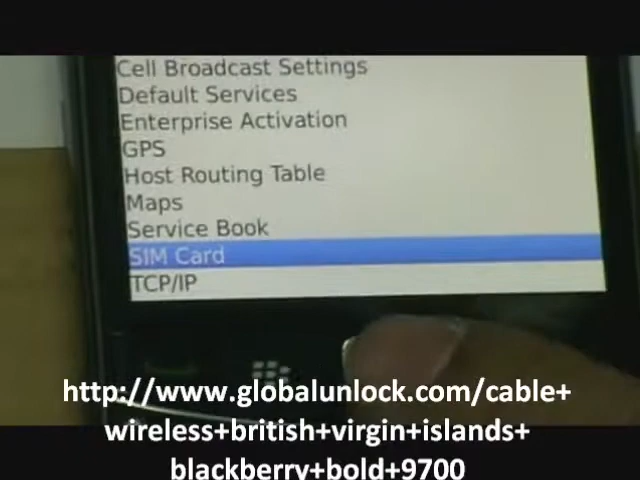 Cell Broadcast Settings
Default Services
Enterprise Activation
GPS
Host Routing Table
Maps
Service Book
SIM Card
TCP/IP
http://www.globalunlock.com/cable+
wireless+british+virgin+islands+
blackberry+bold+9700